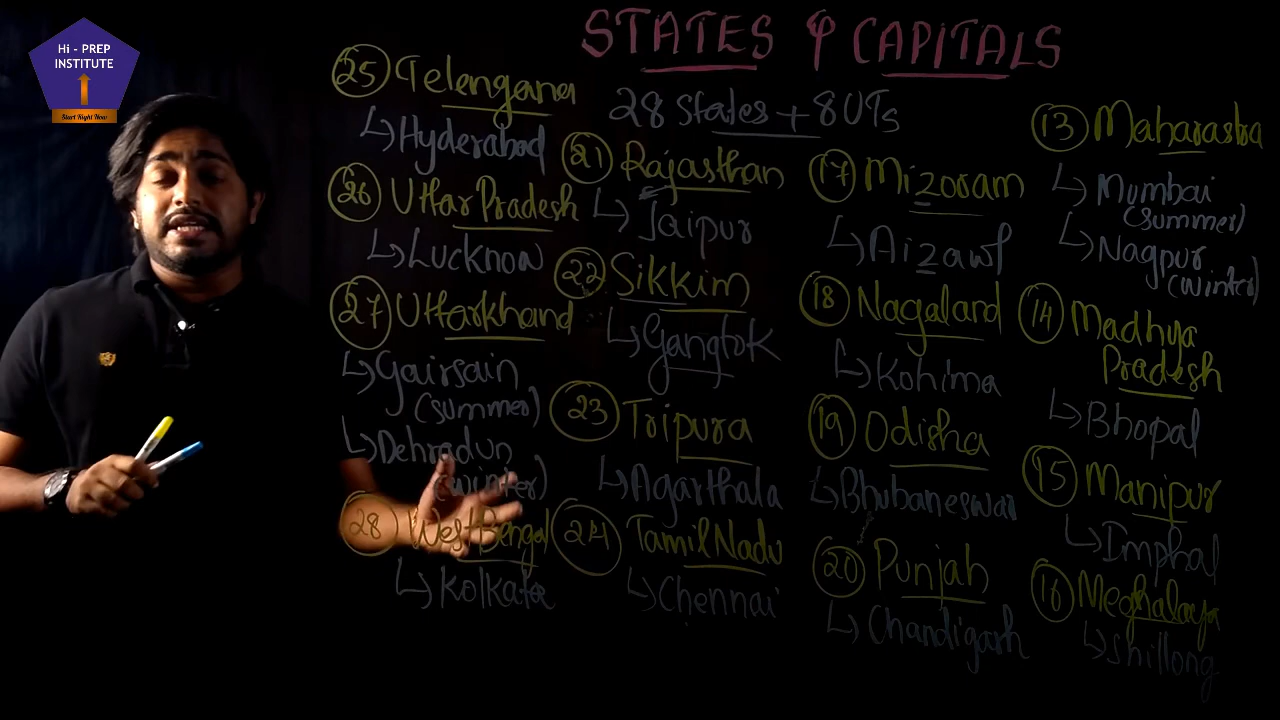 Hi - PREP
INSTITUTE
Start Right Now
STATES & CAPITALS
28 States + 8 UTs
13 Maharastra
Mumbai
(Summer)
Nagpur
(winter)
14 Madhya
Pradesh
Bhopal
15 Manipur
Imphal
16 Meghalaya
Shillong
17 Mizoram
Aizawl
18 Nagaland
Kohima
19 Odisha
Bhubaneswar
20 Punjab
Chandigarh
21 Rajasthan
Jaipur
22 Sikkim
Gangtok
23 Tripura
Agarthala
24 Tamil Nadu
Chennai
25 Telengana
Hyderabad
26 Uttar Pradesh
Lucknow
27 Uttarkhand
Gairsain
(Summer)
Dehradun
(winter)
28 West Bengal
Kolkata